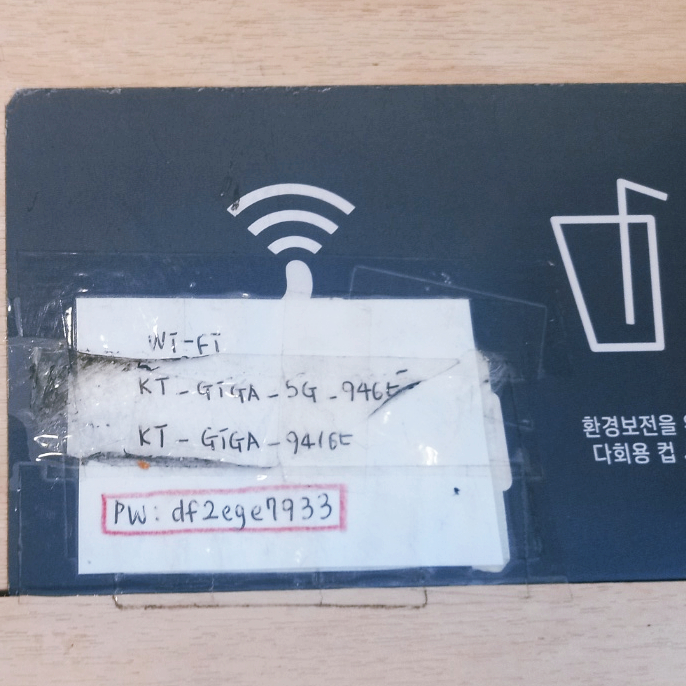 WI-FI
KT-GIGA-5G-946E
KT-GIGA-9416E
PW: df2ege7933
환경보전을
다회용 컵